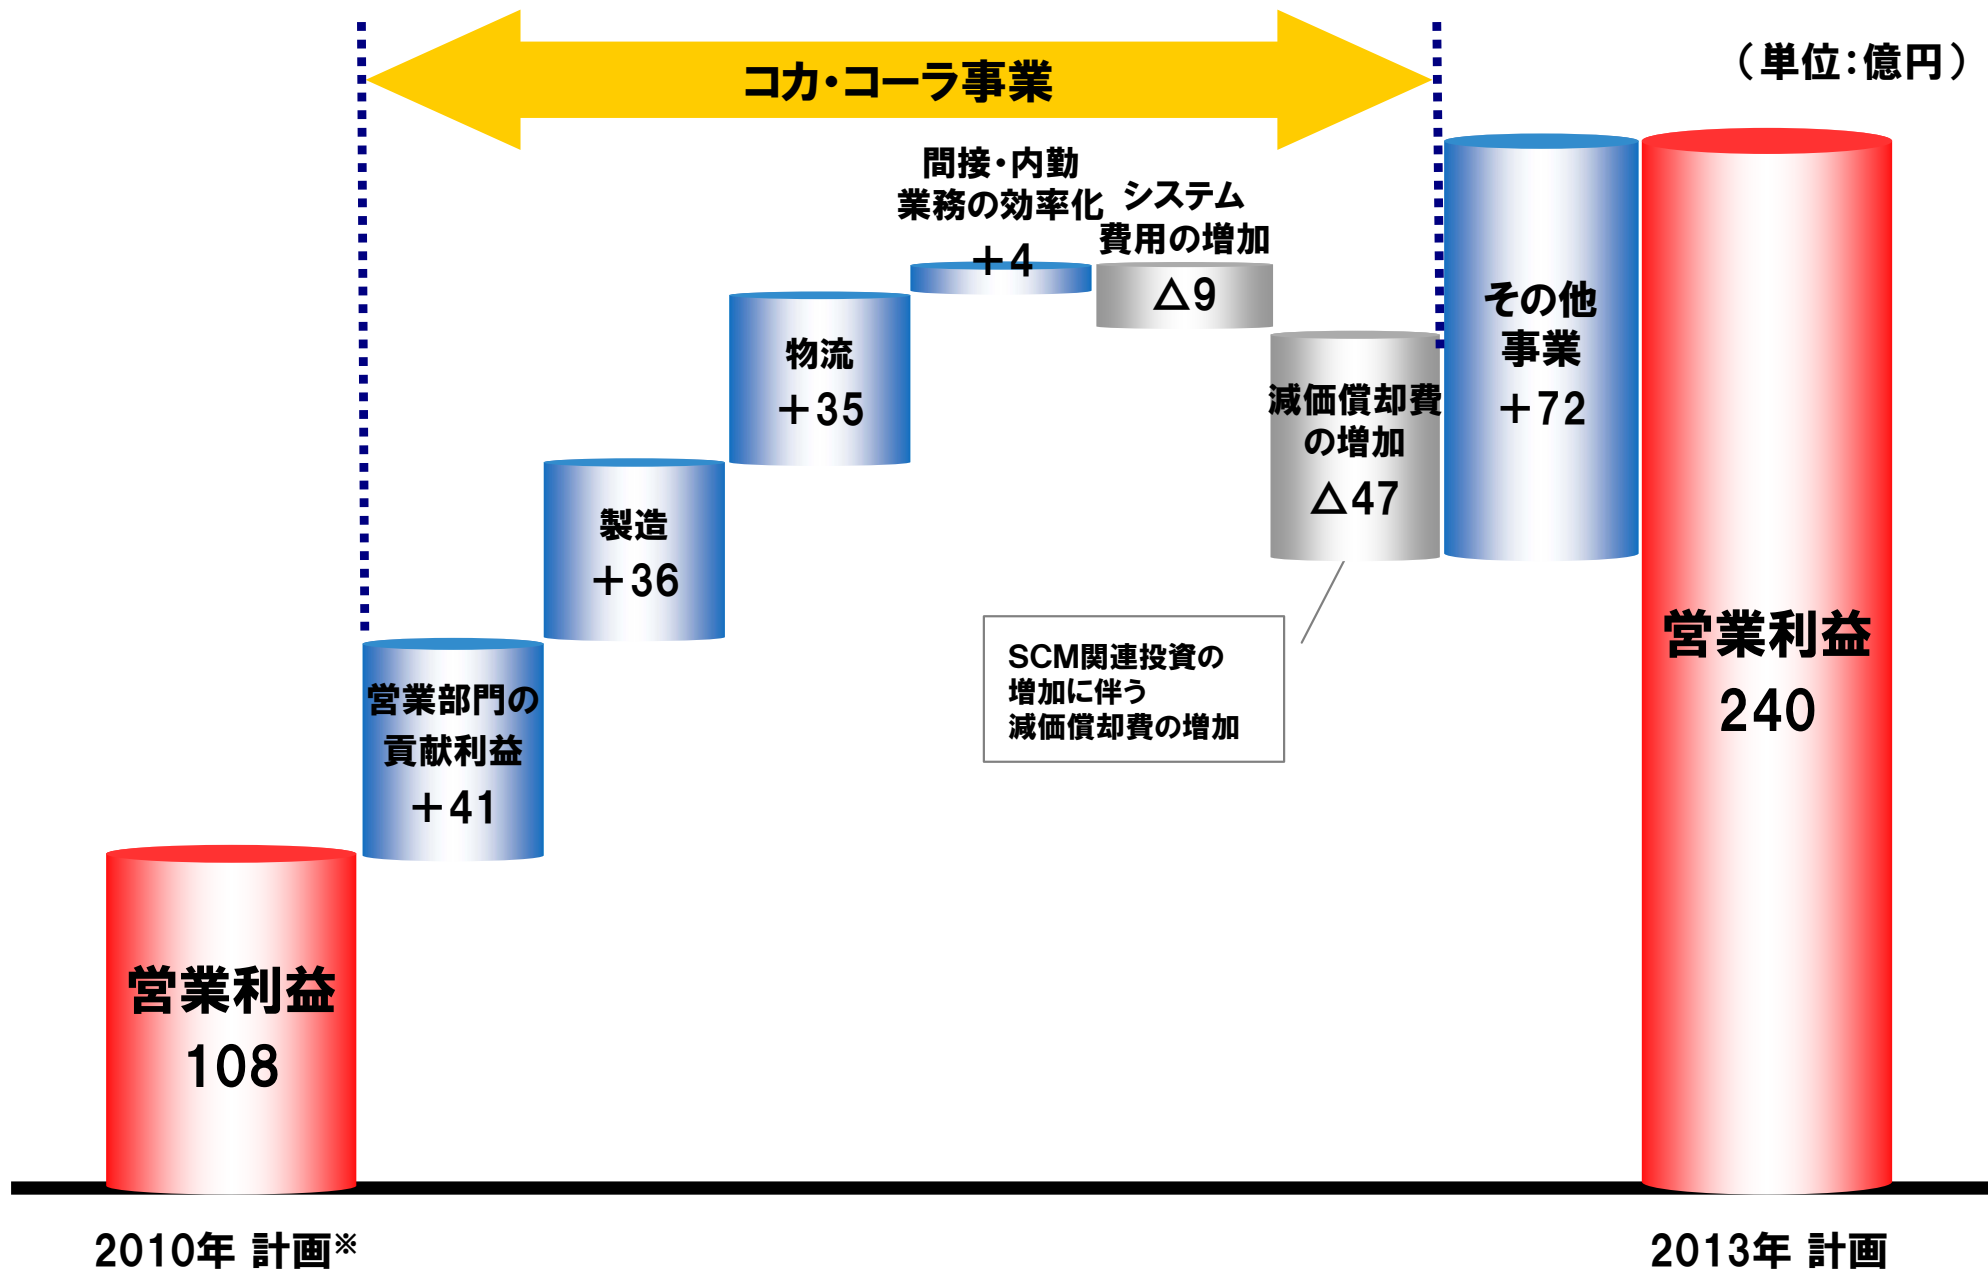 コカ・コーラ事業
（単位：億円）
間接・内勤
業務の効率化
＋4
システム
費用の増加
△9
物流
＋35
減価償却費
の増加
△47
その他
事業
＋72
製造
＋36
営業部門の
貢献利益
＋41
SCM関連投資の
増加に伴う
減価償却費の増加
営業利益
240
営業利益
108
2010年 計画※
2013年 計画